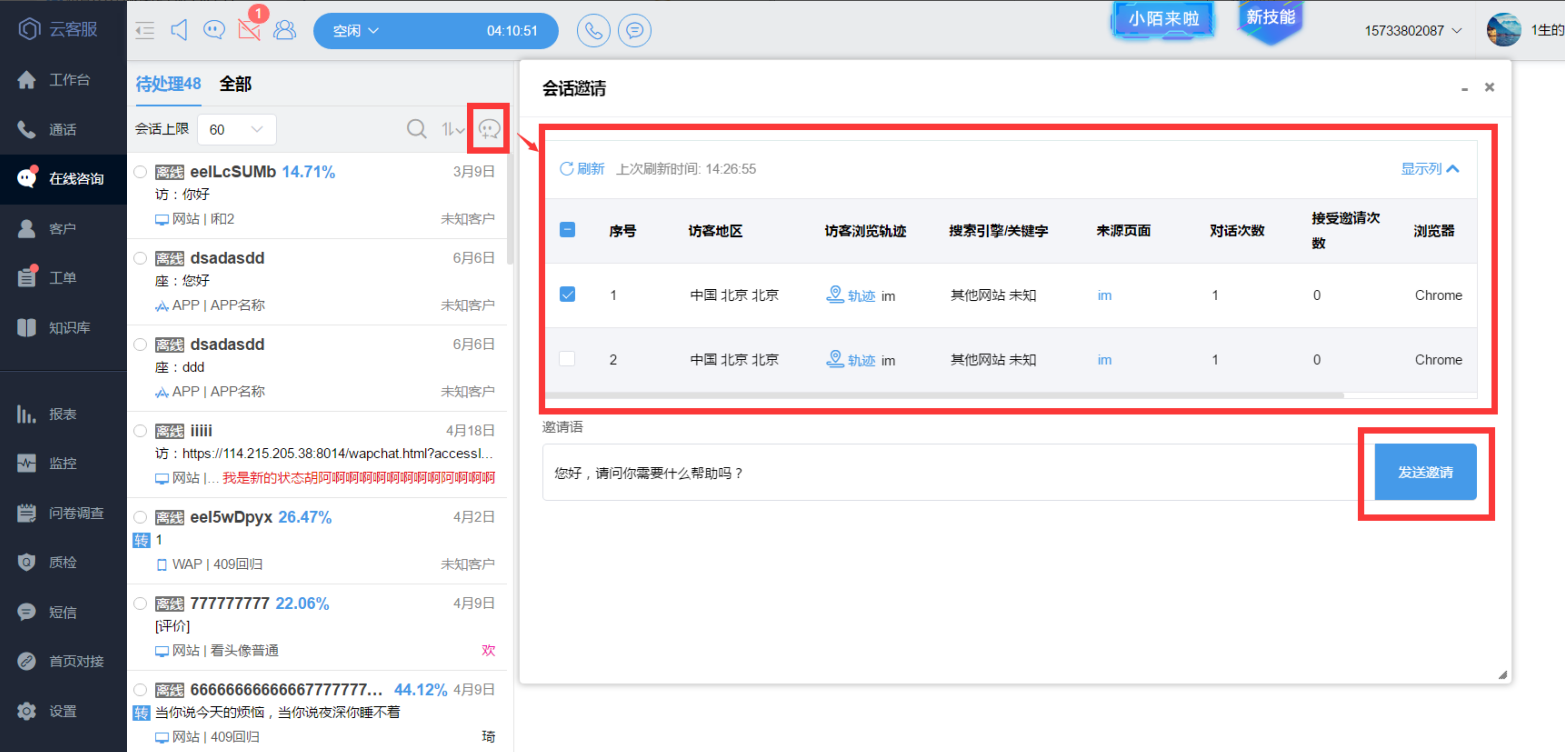 云客服
工作台
通话
在线咨询
客户
工单
知识库
报表
监控
问卷调查
质检
短信
首页对接
设置
1
空闲 04:10:51
小陌来啦
新技能
15733802087
1生的
待处理48 全部
会话上限 60
离线 eelLcSUMb 14.71% 3月9日
访：你好
网站 | l和2 未知客户
离线 dsadasdd 6月6日
座：您好
APP | APP名称 未知客户
离线 dsadasdd 6月6日
座：ddd
APP | APP名称 未知客户
离线 iiiii 4月18日
访：https://114.215.205.38:8014/wapchat.html?accessI...
网站 |... 我是新的状态胡阿啊啊啊啊啊啊啊啊阿啊啊啊
离线 eel5wDpyx 26.47% 4月2日
转 1
WAP | 409回归 未知客户
离线 777777777 22.06% 4月9日
[评价]
网站 | 看头像普通 欢
离线 66666666666667777777... 44.12% 4月9日
转 当你说今天的烦恼，当你说夜深你睡不着
网站 | 409回归 琦
会话邀请
刷新 上次刷新时间: 14:26:55 显示列
序号 访客地区 访客浏览轨迹 搜索引擎/关键字 来源页面 对话次数 接受邀请次数 浏览器
1 中国 北京 北京 轨迹 im 其他网站 未知 im 1 0 Chrome
2 中国 北京 北京 轨迹 im 其他网站 未知 im 1 0 Chrome
邀请语
您好，请问你需要什么帮助吗？
发送邀请